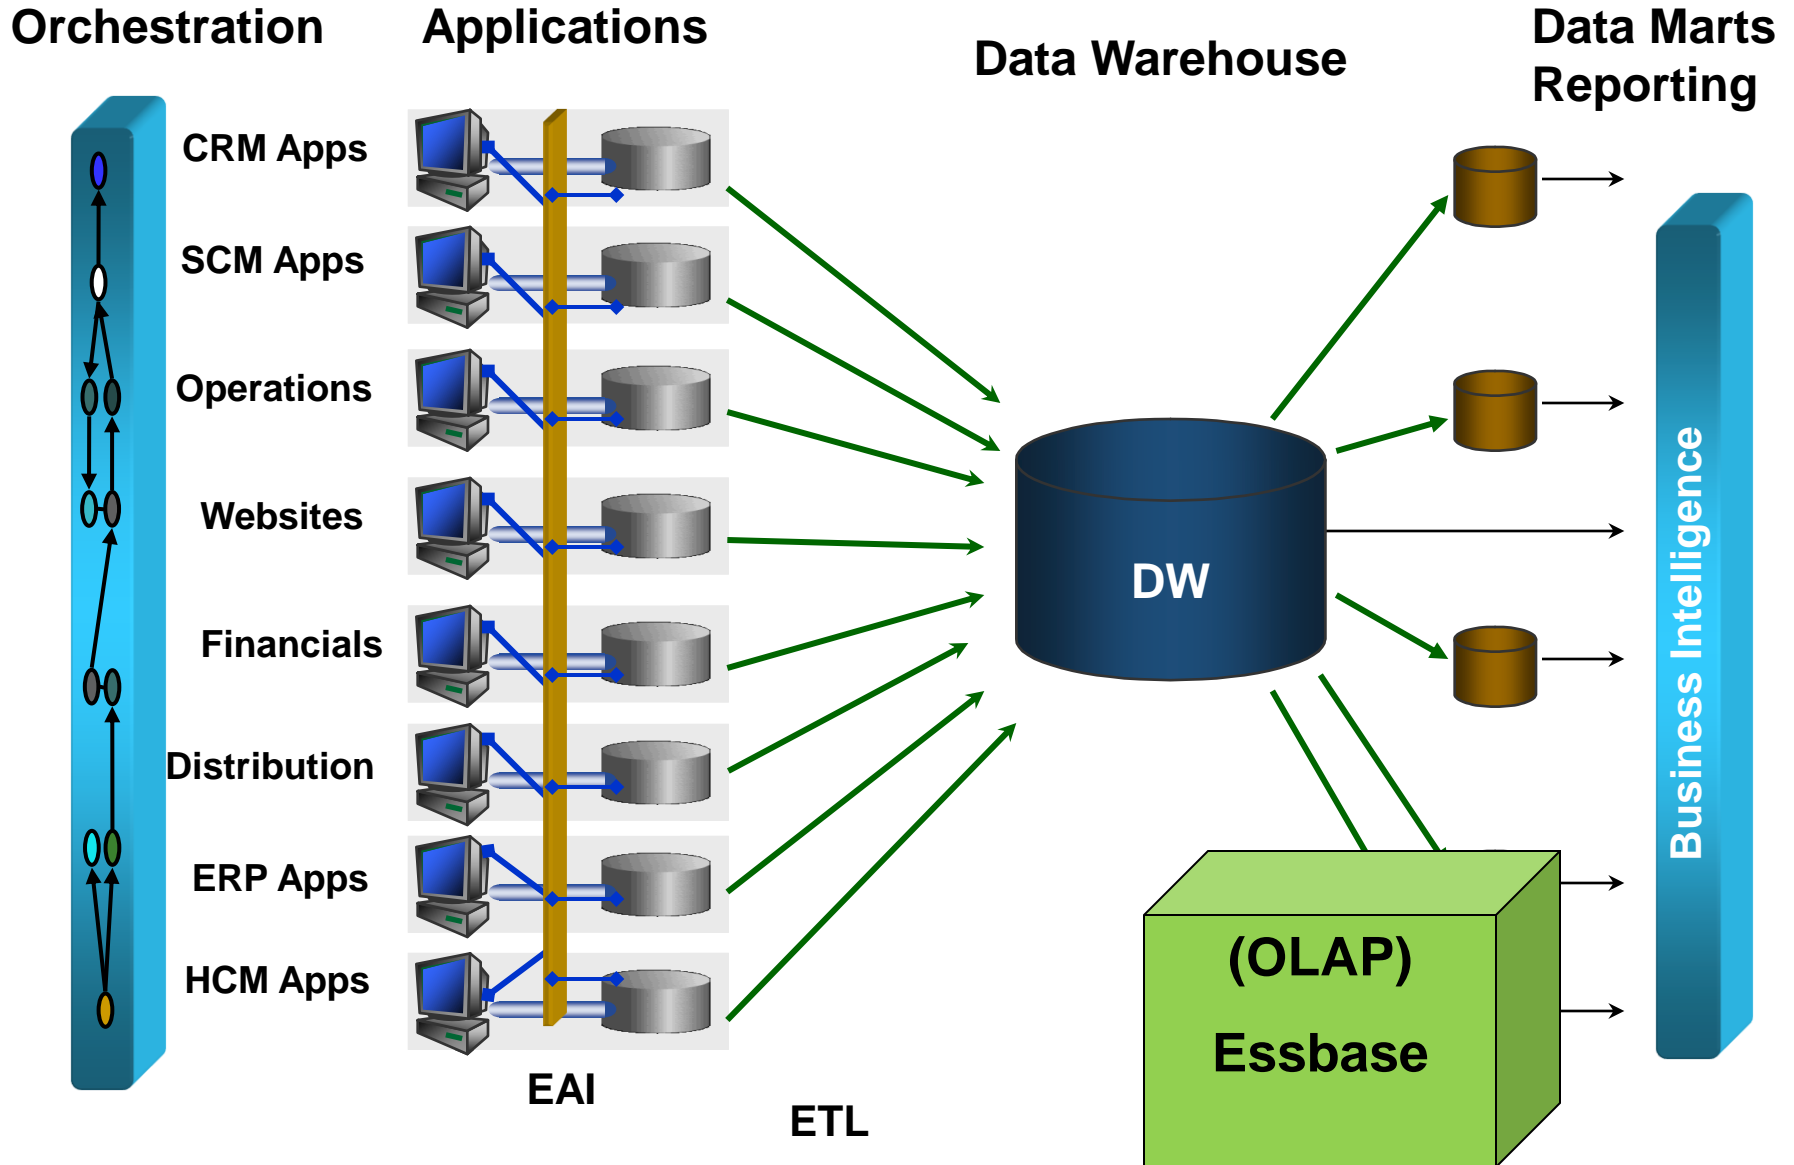 Orchestration
Applications
Data Warehouse
Data Marts
Reporting
CRM Apps
SCM Apps
Operations
Websites
Financials
Distribution
ERP Apps
HCM Apps
EAI
ETL
DW
(OLAP)
Essbase
Business Intelligence